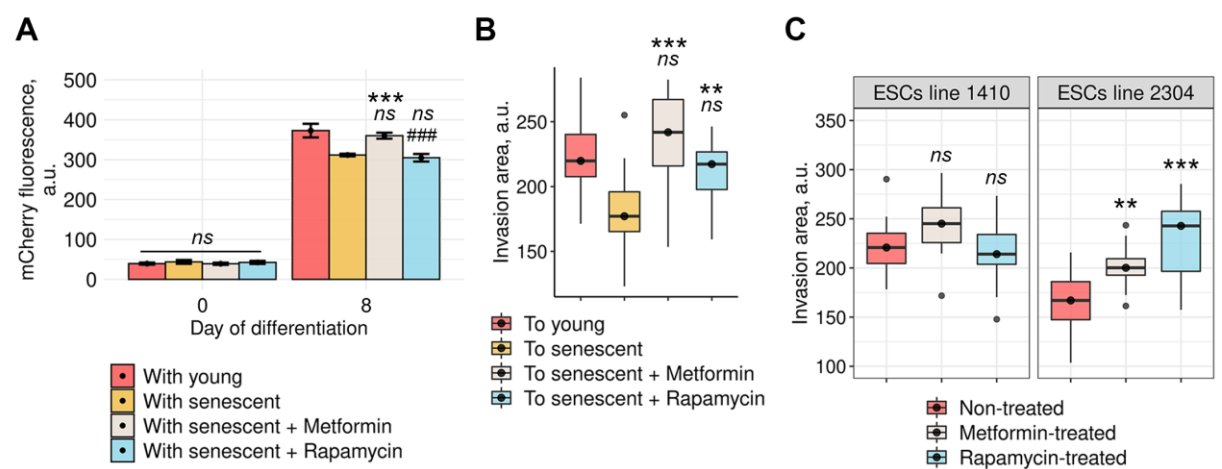 A
mCherry fluorescence,
a.u.
500
400
300
200
100
0
ns
***
ns
ns
###
0
8
Day of differentiation
With young
With senescent
With senescent + Metformin
With senescent + Rapamycin
B
Invasion area, a.u.
250
200
150
***
ns
**
ns
To young
To senescent
To senescent + Metformin
To senescent + Rapamycin
C
ESCs line 1410
ESCs line 2304
Invasion area, a.u.
350
300
250
200
150
100
ns
ns
**
***
Non-treated
Metformin-treated
Rapamycin-treated